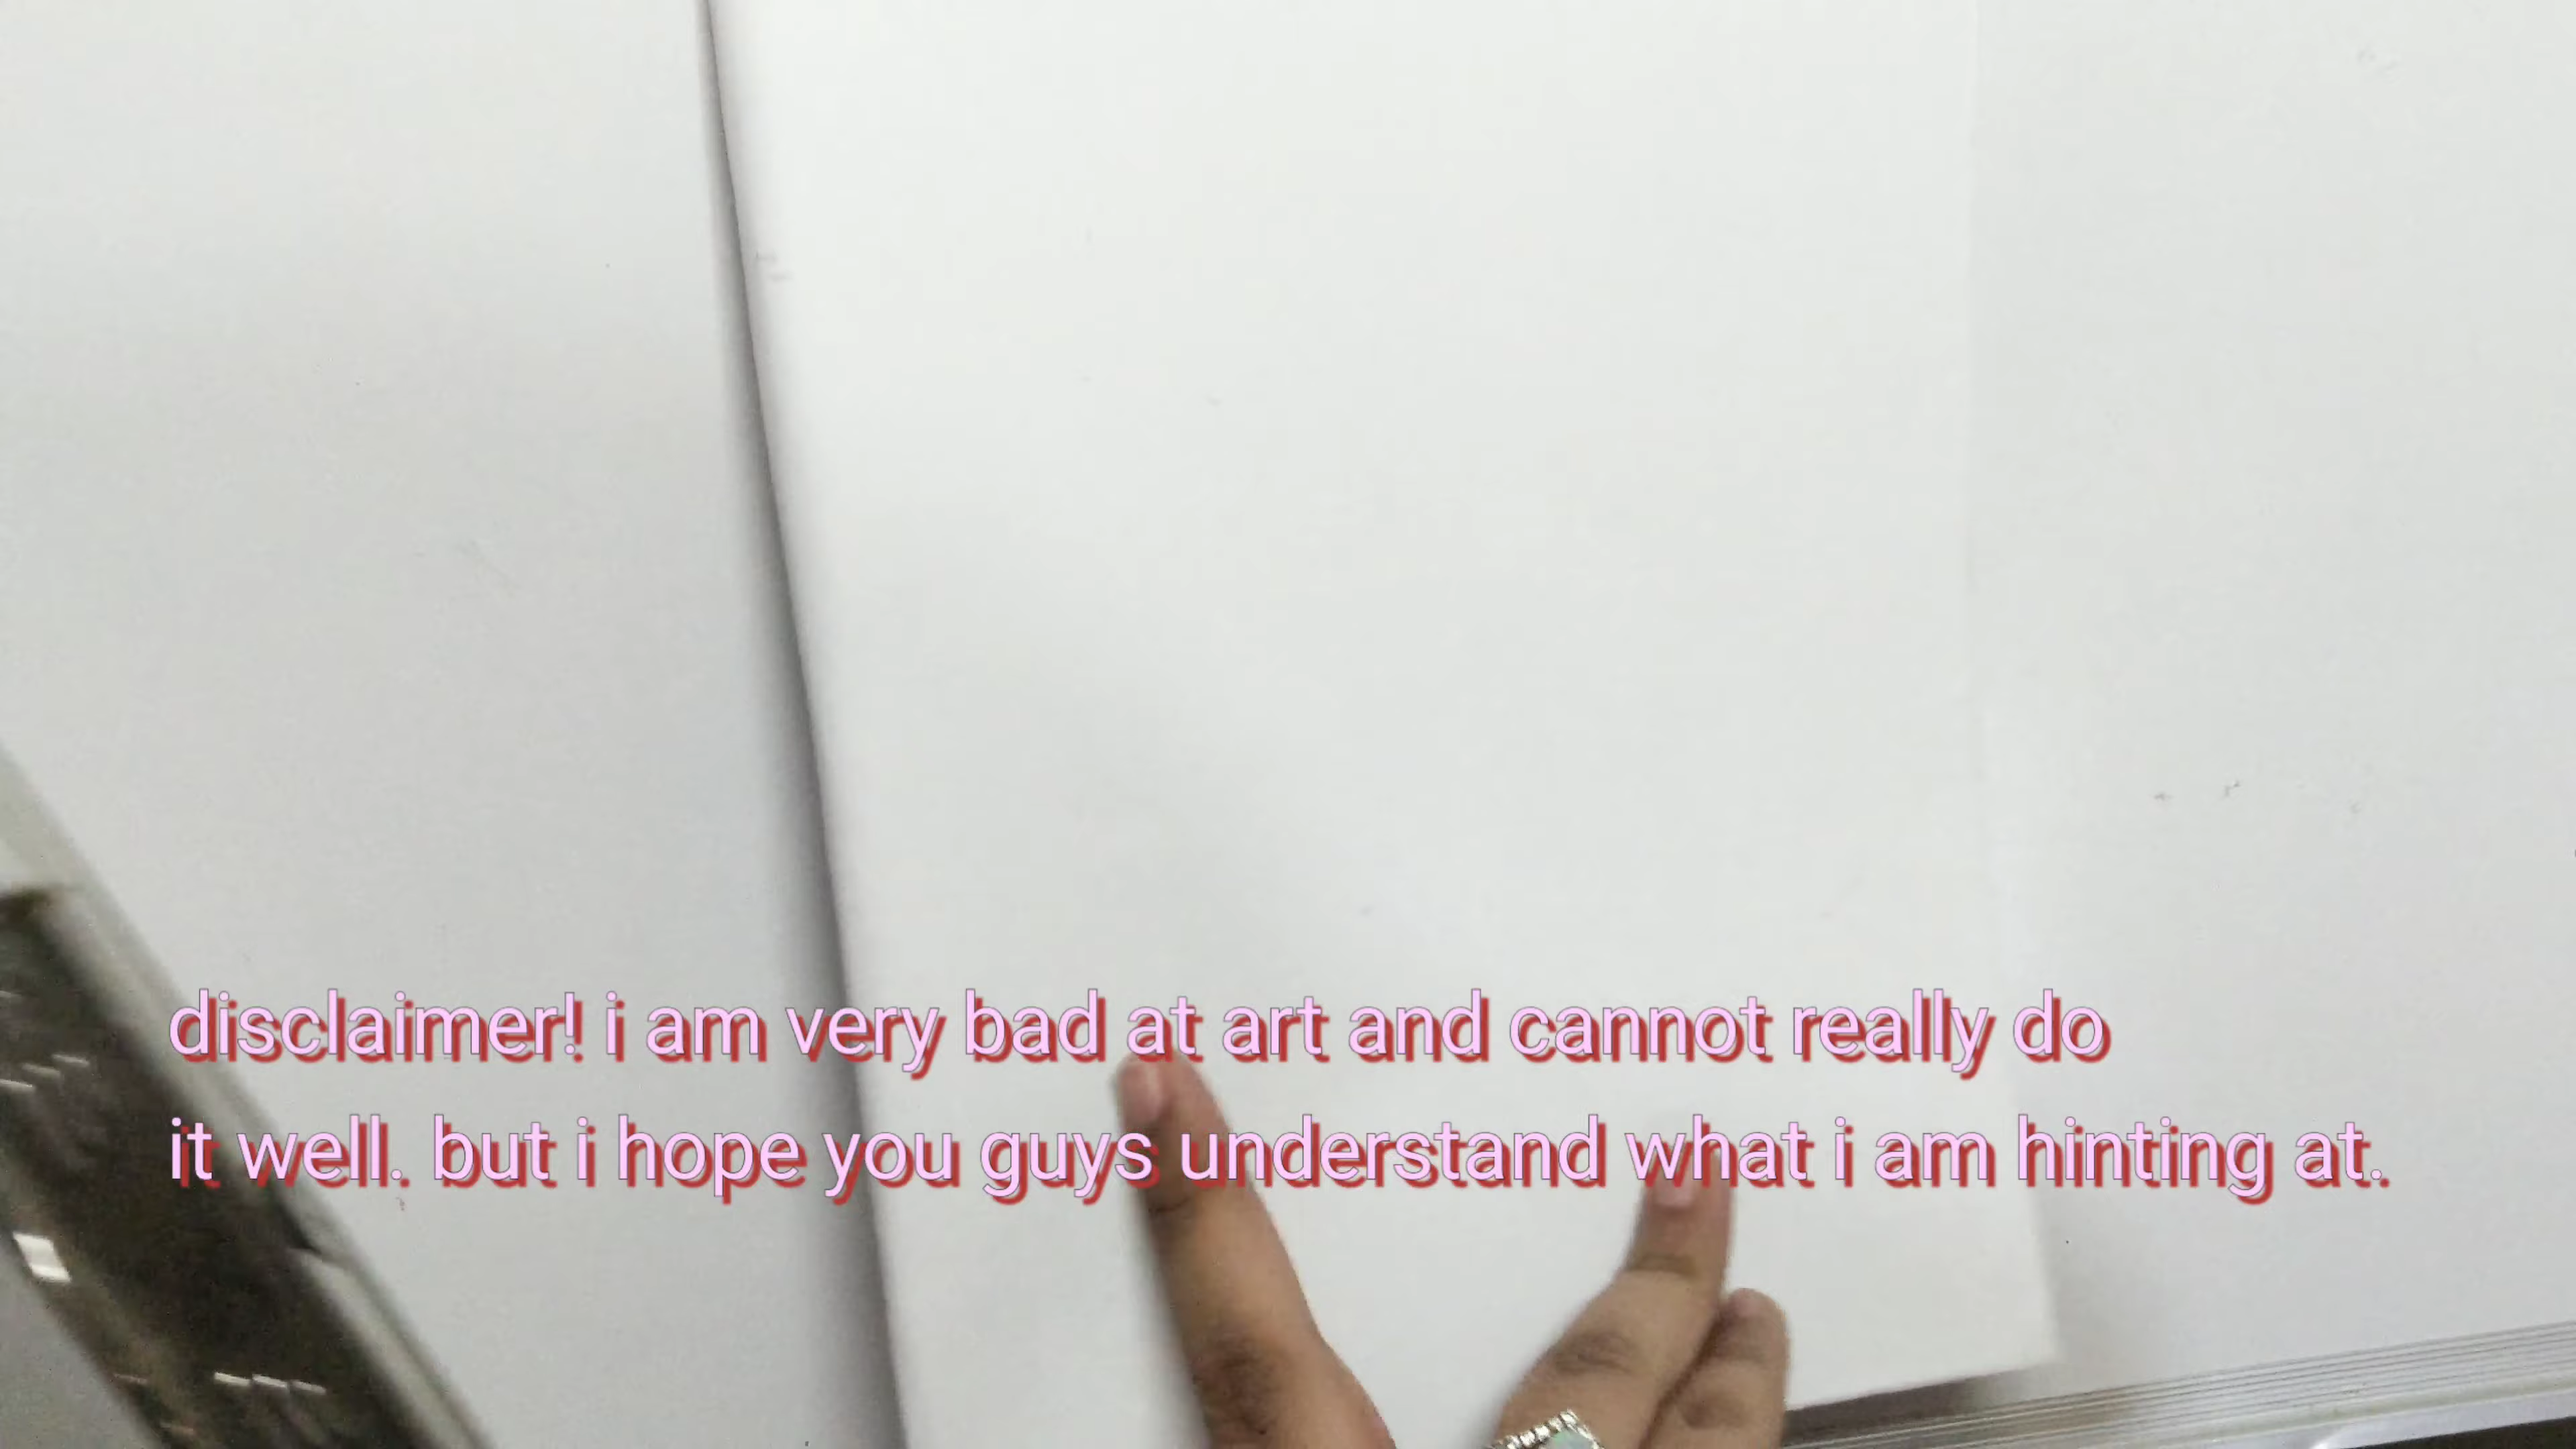 disclaimer! i am very bad at art and cannot really do
it well. but i hope you guys understand what i am hinting at.